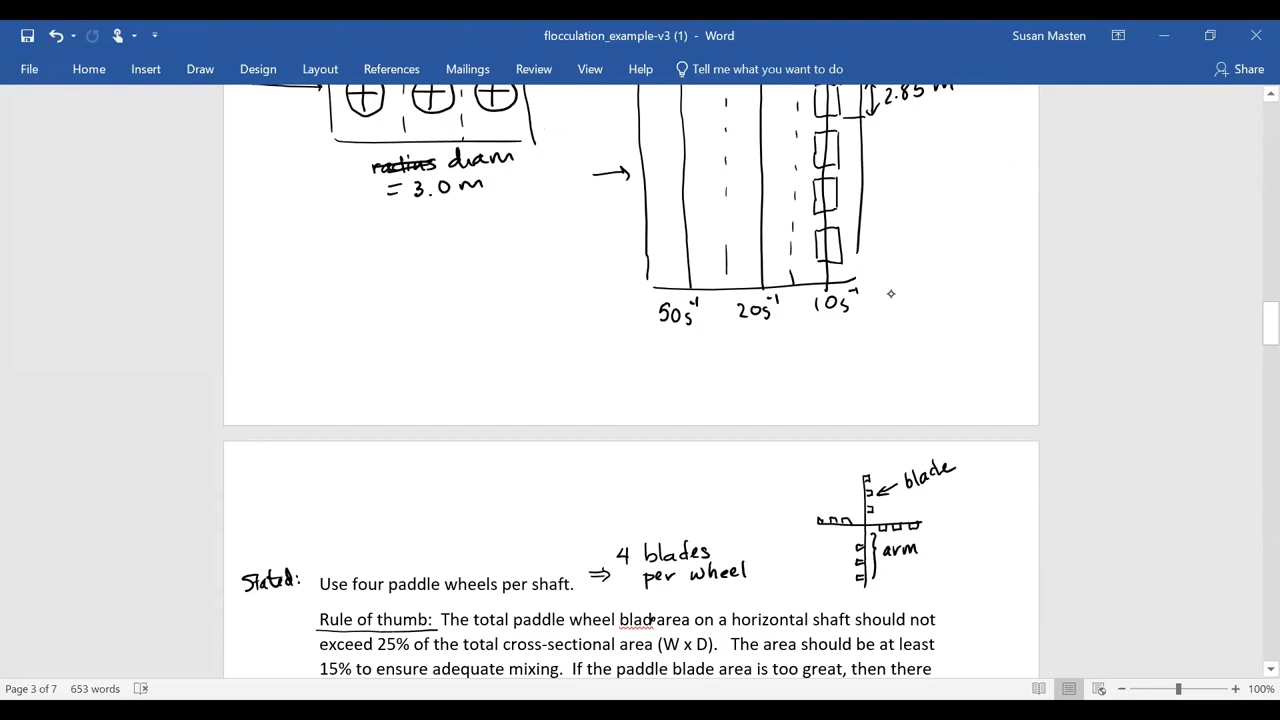 flocculation_example-v3 (1) - Word
Susan Masten
File Home Insert Draw Design Layout References Mailings Review View Help Tell me what you want to do Share
2.85 m
radius diam
= 3.0 m
50s⁻¹ 20s⁻¹ 10s⁻¹
blade
arm
4 blades
⇒ per wheel
Stated: Use four paddle wheels per shaft.
Rule of thumb: The total paddle wheel blad area on a horizontal shaft should not
exceed 25% of the total cross-sectional area (W x D). The area should be at least
15% to ensure adequate mixing. If the paddle blade area is too great, then there
Page 3 of 7 653 words 100%